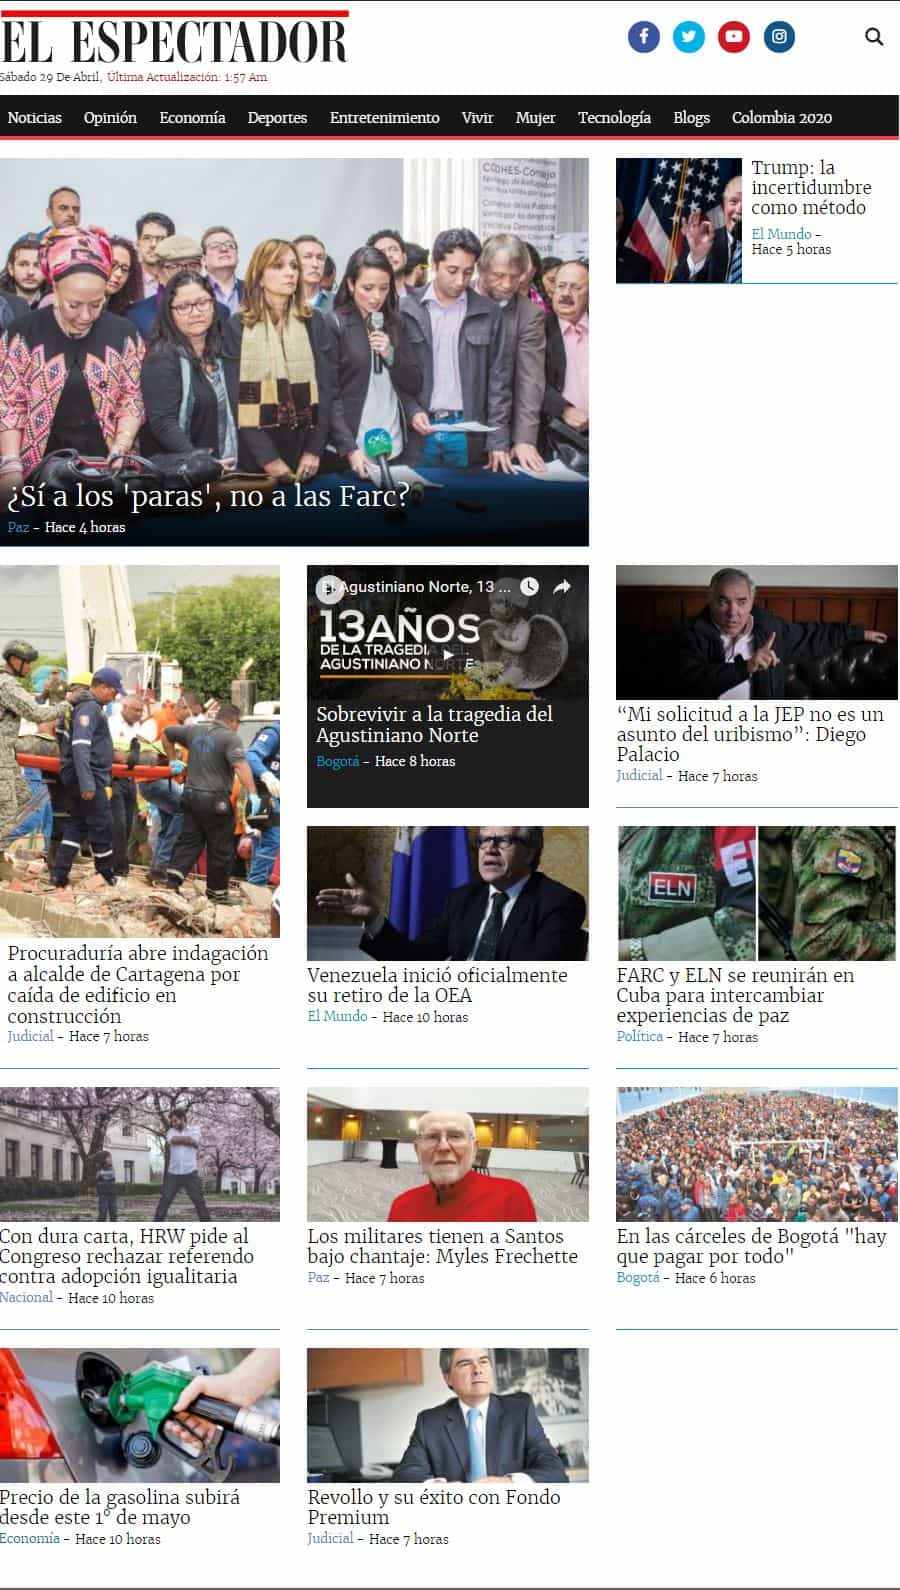 EL ESPECTADOR
Sábado 29 De Abril, Última Actualización: 1:57 Am
Noticias Opinión Economía Deportes Entretenimiento Vivir Mujer Tecnología Blogs Colombia 2020
CODHES-Consejo
Noruego de Refugiados
¿Sí a los 'paras', no a las Farc?
Paz - Hace 4 horas
Trump: la
incertidumbre
como método
El Mundo -
Hace 5 horas
Procuraduría abre indagación
a alcalde de Cartagena por
caída de edificio en
construcción
Judicial - Hace 7 horas
El Agustiniano Norte, 13 ...
13 AÑOS
DE LA TRAGEDIA DEL
AGUSTINIANO NORTE
Sobrevivir a la tragedia del
Agustiniano Norte
Bogotá - Hace 8 horas
“Mi solicitud a la JEP no es un
asunto del uribismo”: Diego
Palacio
Judicial - Hace 7 horas
Venezuela inició oficialmente
su retiro de la OEA
El Mundo - Hace 10 horas
ELN
E
FARC y ELN se reunirán en
Cuba para intercambiar
experiencias de paz
Política - Hace 7 horas
Con dura carta, HRW pide al
Congreso rechazar referendo
contra adopción igualitaria
Nacional - Hace 10 horas
Los militares tienen a Santos
bajo chantaje: Myles Frechette
Paz - Hace 7 horas
En las cárceles de Bogotá "hay
que pagar por todo"
Bogotá - Hace 6 horas
Precio de la gasolina subirá
desde este 1° de mayo
Economía - Hace 10 horas
Revollo y su éxito con Fondo
Premium
Judicial - Hace 7 horas